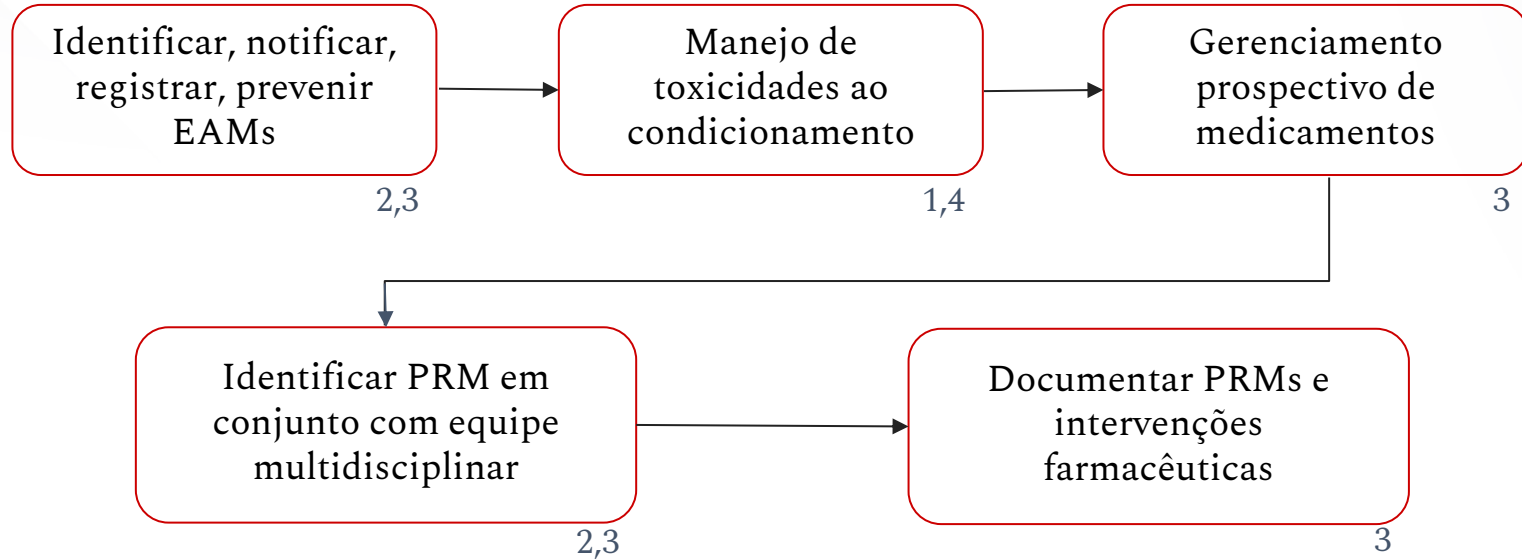 Identificar, notificar,
registrar, prevenir
EAMs
2,3
Manejo de
toxicidades ao
condicionamento
1,4
Gerenciamento
prospectivo de
medicamentos
3
Identificar PRM em
conjunto com equipe
multidisciplinar
2,3
Documentar PRMs e
intervenções
farmacêuticas
3